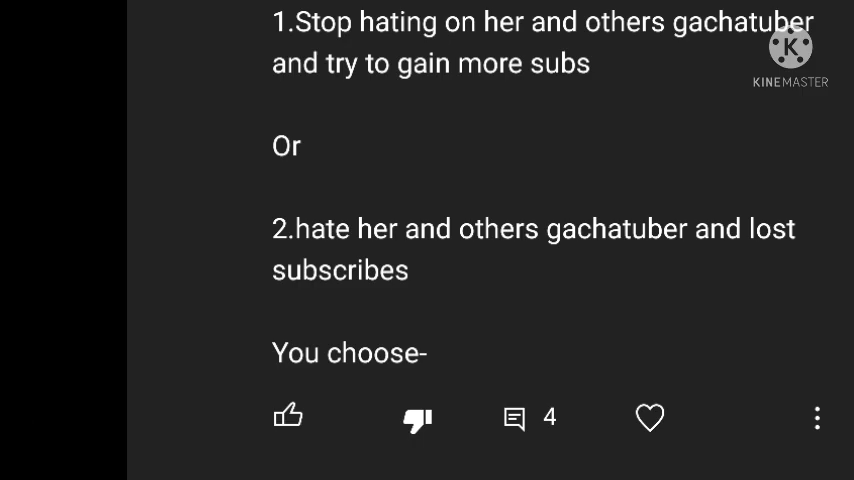 1.Stop hating on her and others gachatuber
and try to gain more subs
KINEMASTER
Or
2.hate her and others gachatuber and lost
subscribes
You choose-
4